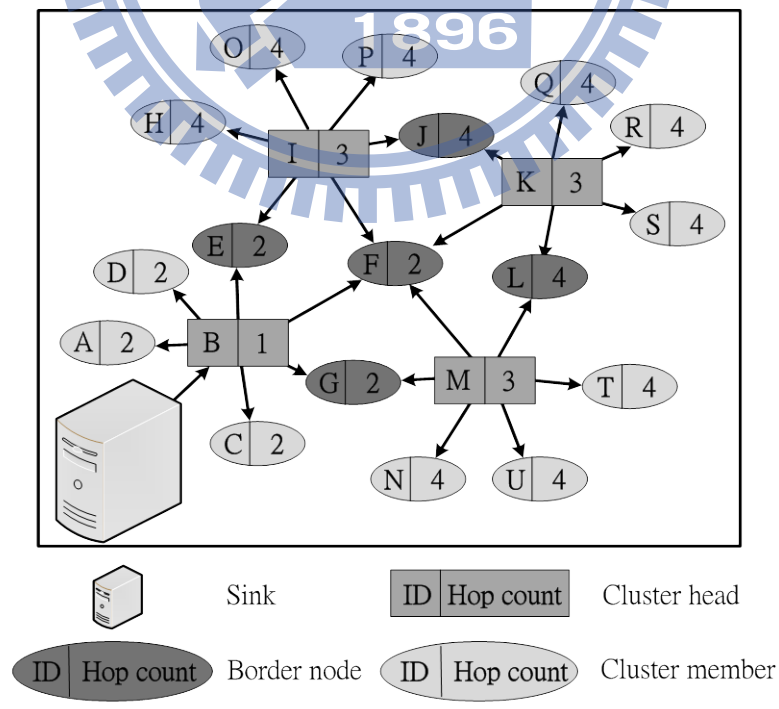 1896
O 4
P 4
Q 4
H 4
I 3
J 4
R 4
K 3
S 4
E 2
F 2
D 2
L 4
A 2
B 1
G 2
M 3
T 4
C 2
N 4
U 4
Sink
ID Hop count
Cluster head
ID Hop count
Border node
ID Hop count
Cluster member